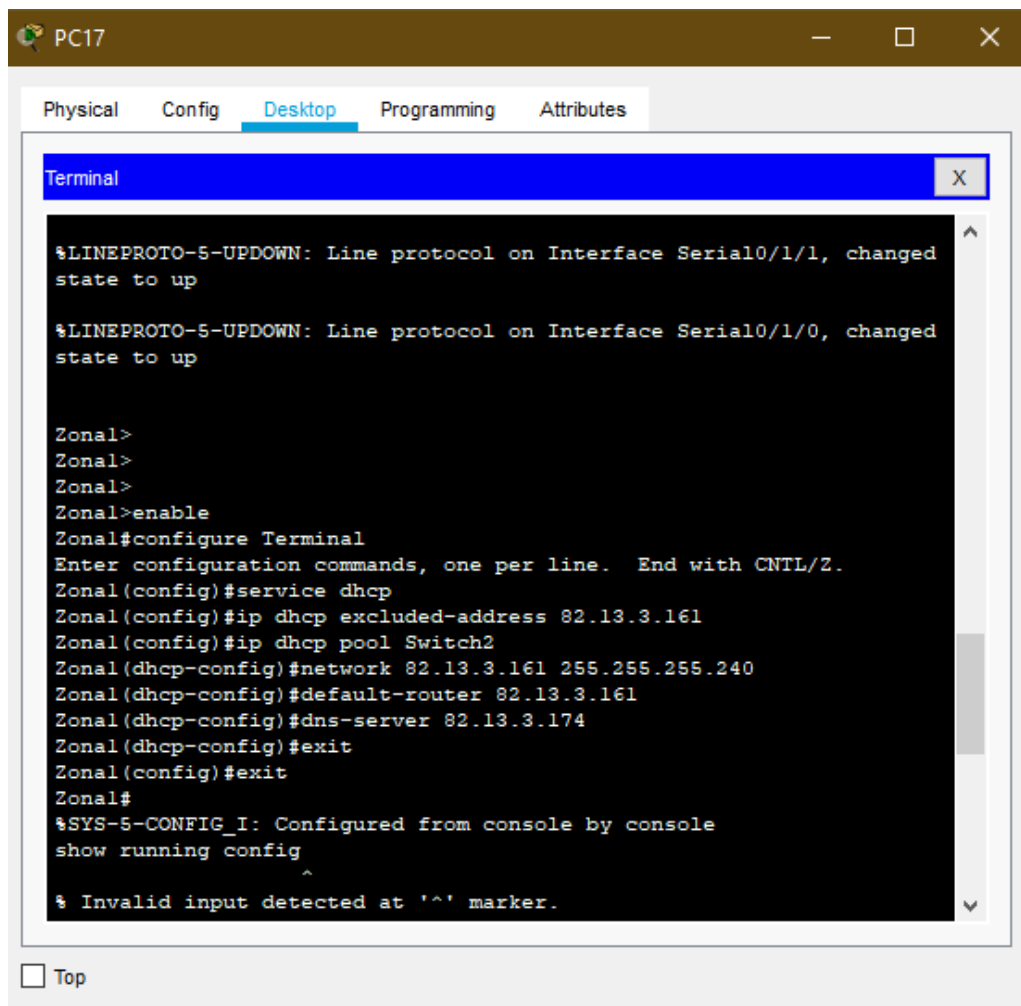 PC17
Physical Config Desktop Programming Attributes
Terminal X
%LINEPROTO-5-UPDOWN: Line protocol on Interface Serial0/1/1, changed
state to up
%LINEPROTO-5-UPDOWN: Line protocol on Interface Serial0/1/0, changed
state to up
Zonal>
Zonal>
Zonal>
Zonal>enable
Zonal#configure Terminal
Enter configuration commands, one per line.  End with CNTL/Z.
Zonal(config)#service dhcp
Zonal(config)#ip dhcp excluded-address 82.13.3.161
Zonal(config)#ip dhcp pool Switch2
Zonal(dhcp-config)#network 82.13.3.161 255.255.255.240
Zonal(dhcp-config)#default-router 82.13.3.161
Zonal(dhcp-config)#dns-server 82.13.3.174
Zonal(dhcp-config)#exit
Zonal(config)#exit
Zonal#
%SYS-5-CONFIG_I: Configured from console by console
show running config
^
% Invalid input detected at '^' marker.
Top